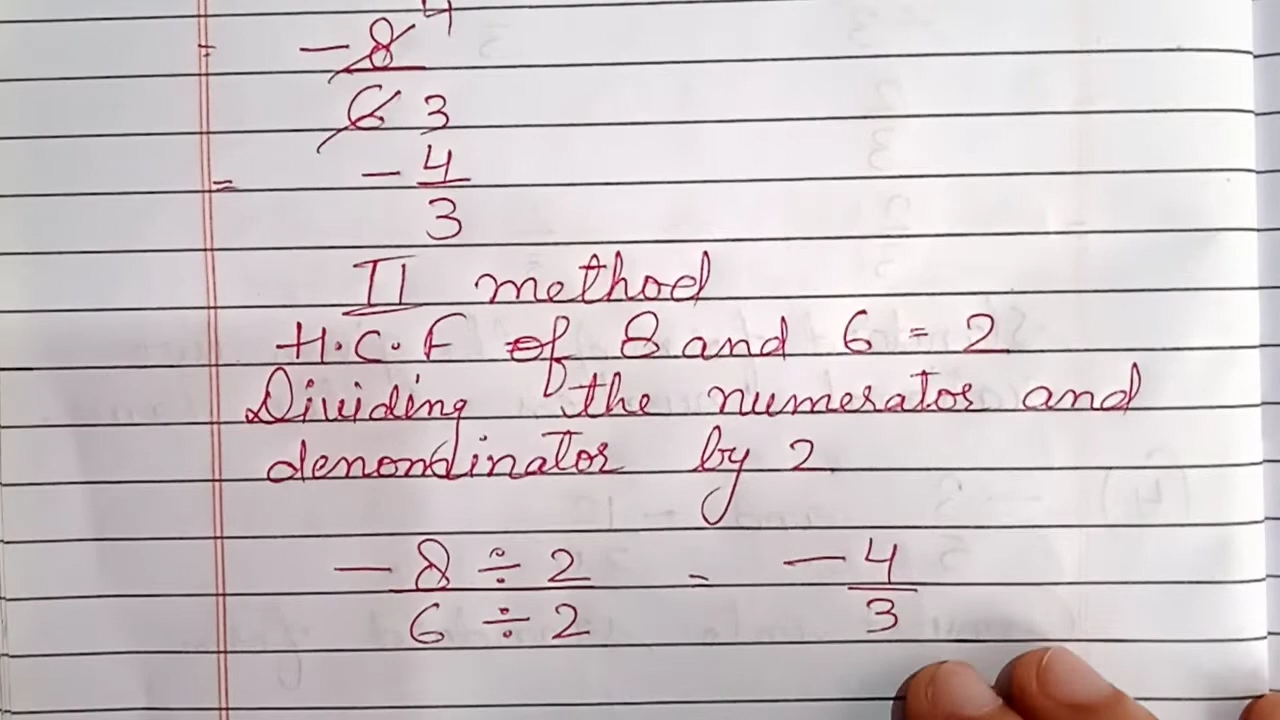 = -8 4
6 3
= -4
3
II method
H.C.F of 8 and 6 = 2
Dividing the numerator and
denondinator by 2
-8 ÷ 2 = -4
6 ÷ 2 3